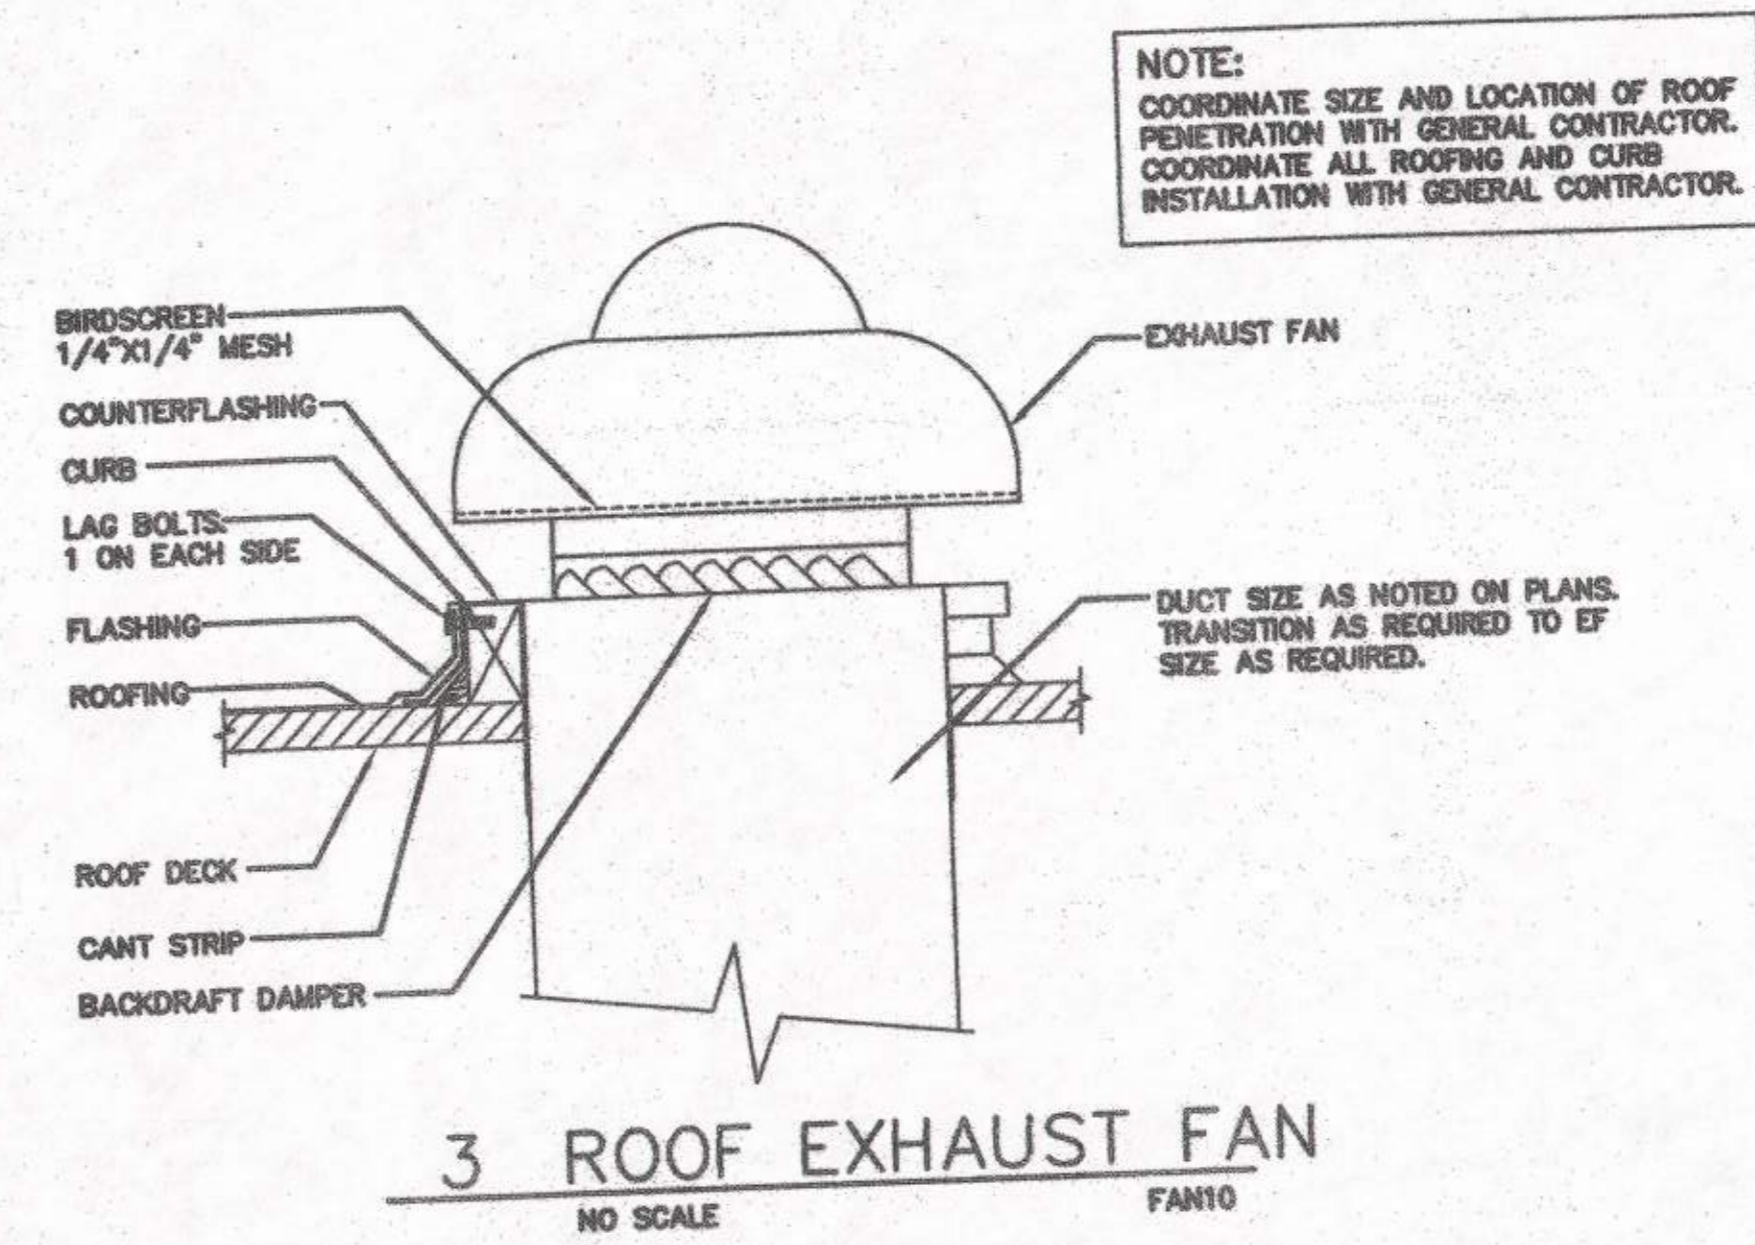 NOTE:
COORDINATE SIZE AND LOCATION OF ROOF
PENETRATION WITH GENERAL CONTRACTOR.
COORDINATE ALL ROOFING AND CURB
INSTALLATION WITH GENERAL CONTRACTOR.
BIRDSCREEN
1/4"X1/4" MESH
COUNTERFLASHING
CURB
LAG BOLTS:
1 ON EACH SIDE
FLASHING
ROOFING
ROOF DECK
CANT STRIP
BACKDRAFT DAMPER
EXHAUST FAN
DUCT SIZE AS NOTED ON PLANS.
TRANSITION AS REQUIRED TO EF
SIZE AS REQUIRED.
3 ROOF EXHAUST FAN
NO SCALE
FAN10